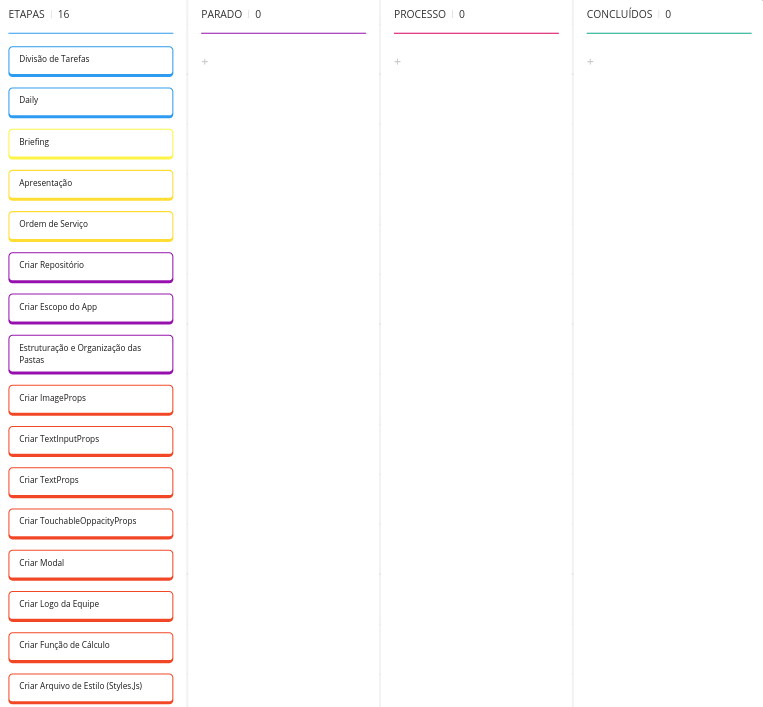 ETAPAS | 16
PARADO | 0
PROCESSO | 0
CONCLUÍDOS | 0
Divisão de Tarefas
Daily
Briefing
Apresentação
Ordem de Serviço
Criar Repositório
Criar Escopo do App
Estruturação e Organização das
Pastas
Criar ImageProps
Criar TextInputProps
Criar TextProps
Criar TouchableOppacityProps
Criar Modal
Criar Logo da Equipe
Criar Função de Cálculo
Criar Arquivo de Estilo (Styles.Js)
+
+
+